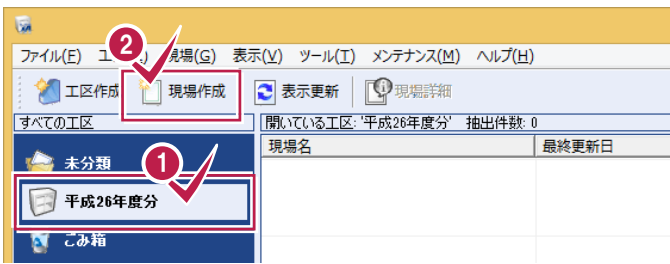 ファイル(F) 現場(G) 表示(V) ツール(T) メンテナンス(M) ヘルプ(H)
2
工区作成 現場作成 表示更新 現場詳細
すべての工区 開いている工区: '平成26年度分' 抽出件数: 0
現場名 最終更新日
未分類
1
平成26年度分
ごみ箱